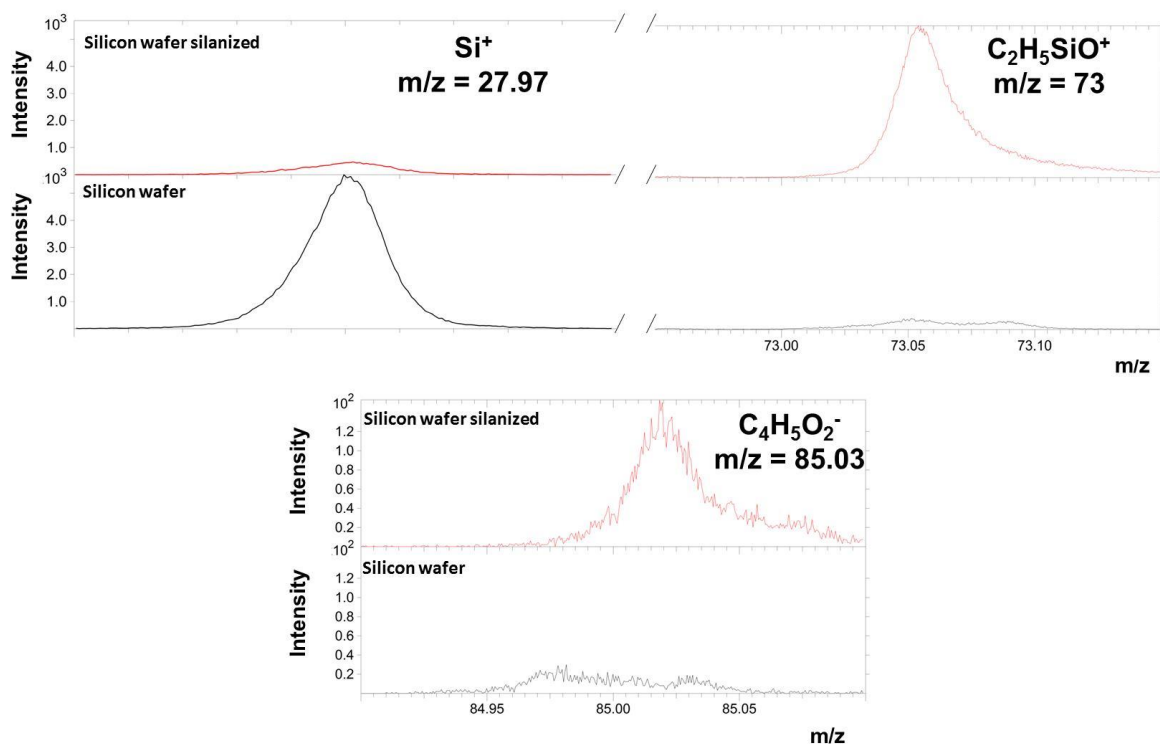 10³
Silicon wafer silanized
Si⁺
m/z = 27.97
C₂H₅SiO⁺
m/z = 73
Intensity
4.0
3.0
2.0
1.0
10³
Silicon wafer
Intensity
4.0
3.0
2.0
1.0
73.00 73.05 73.10
m/z
10²
Silicon wafer silanized
C₄H₅O₂⁻
m/z = 85.03
Intensity
1.2
1.0
0.8
0.6
0.4
0.2
10²
Silicon wafer
Intensity
1.2
1.0
0.8
0.6
0.4
0.2
84.95 85.00 85.05
m/z